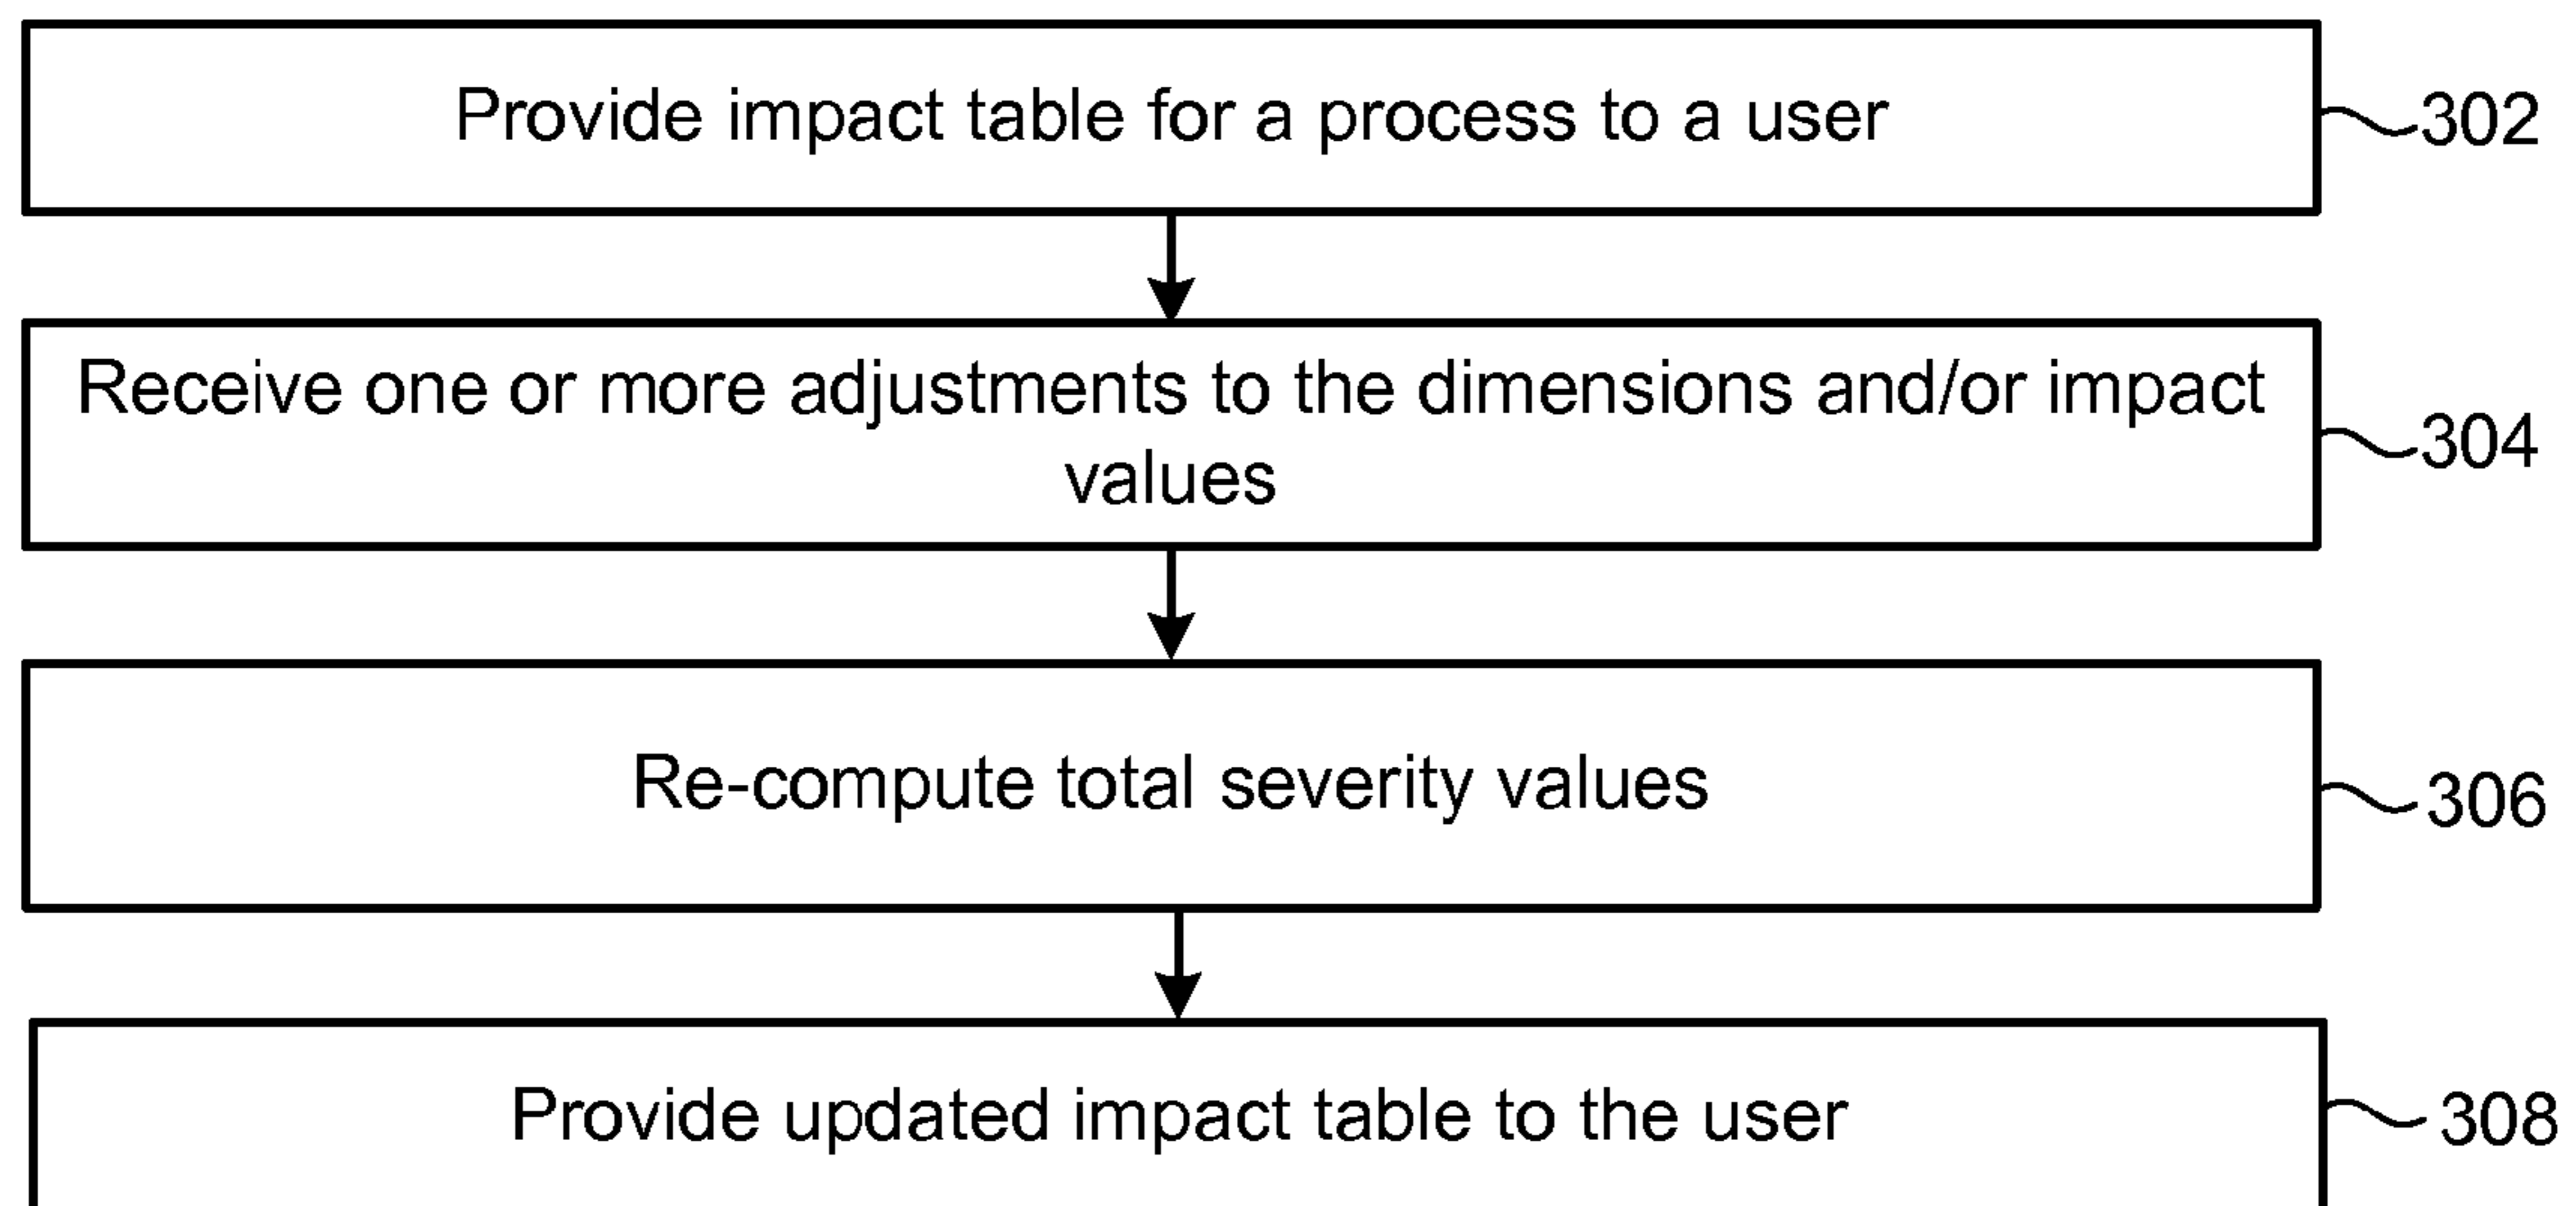 Provide impact table for a process to a user
302
Receive one or more adjustments to the dimensions and/or impact
values
304
Re-compute total severity values
306
Provide updated impact table to the user
308